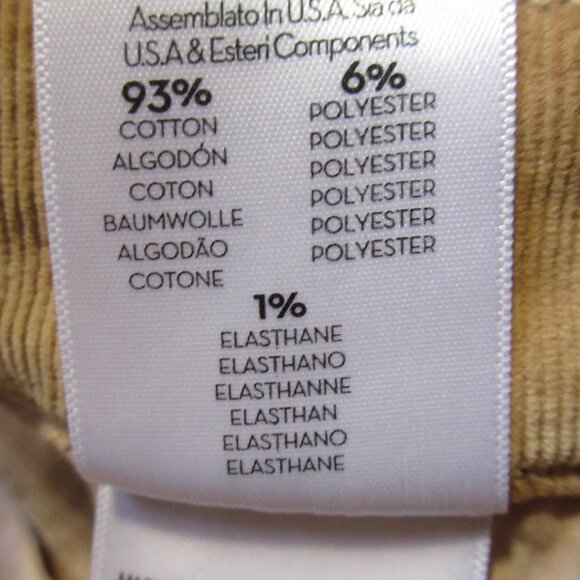 Assemblato In U.S.A. Sia da
U.S.A & Esteri Components
93%
COTTON
ALGODÓN
COTON
BAUMWOLLE
ALGODÃO
COTONE
6%
POLYESTER
POLYESTER
POLYESTER
POLYESTER
POLYESTER
POLYESTER
1%
ELASTHANE
ELASTHANO
ELASTHANNE
ELASTHAN
ELASTHANO
ELASTHANE